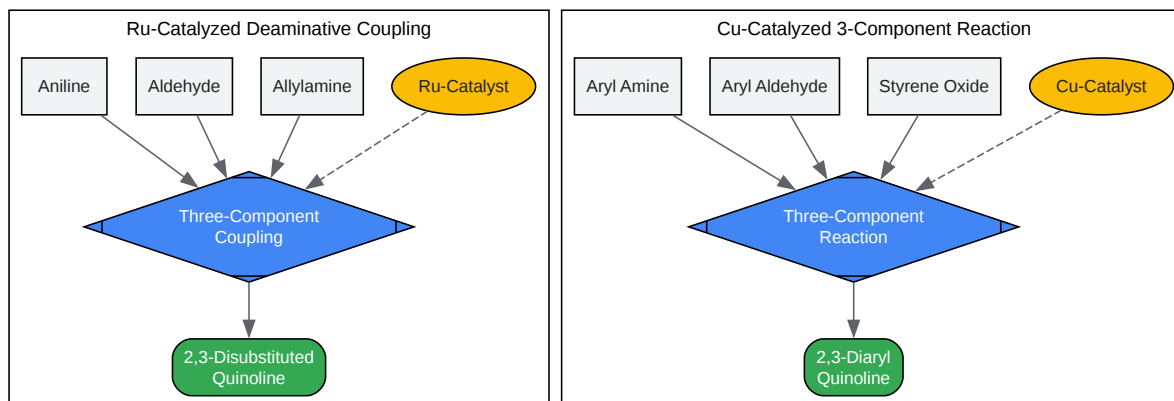 Ru-Catalyzed Deaminative Coupling
Aniline
Aldehyde
Allylamine
Ru-Catalyst
Three-Component
Coupling
2,3-Disubstituted
Quinoline
Cu-Catalyzed 3-Component Reaction
Aryl Amine
Aryl Aldehyde
Styrene Oxide
Cu-Catalyst
Three-Component
Reaction
2,3-Diaryl
Quinoline